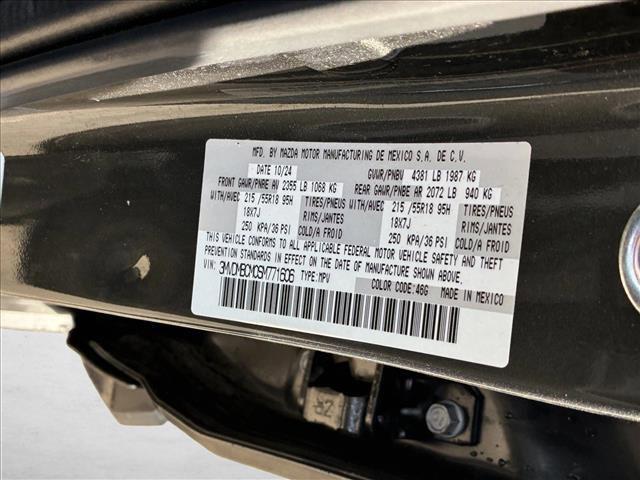 MFD. BY MAZDA MOTOR MANUFACTURING DE MEXICO S.A. DE C.V.
DATE 10/24 GVWR/PNBV 4381 LB 1987 KG
FRONT GAWR/PNBE AV 2355 LB 1068 KG REAR GAWR/PNBE AR 2072 LB 940 KG
WITH/AVEC 215 /55R18 95H TIRES/PNEUS WITH/AVEC 215 /55R18 95H TIRES/PNEUS
18X7J RIMS/JANTES 18X7J RIMS/JANTES
250 KPA/36 PSI COLD/A FROID 250 KPA/36 PSI COLD/A FROID
THIS VEHICLE CONFORMS TO ALL APPLICABLE FEDERAL MOTOR VEHICLE SAFETY AND THEFT
PREVENTION STANDARDS IN EFFECT ON THE DATE OF MANUFACTURE SHOWN ABOVE.
VIN: TYPE: MPV
COLOR CODE: 46G MADE IN MEXICO